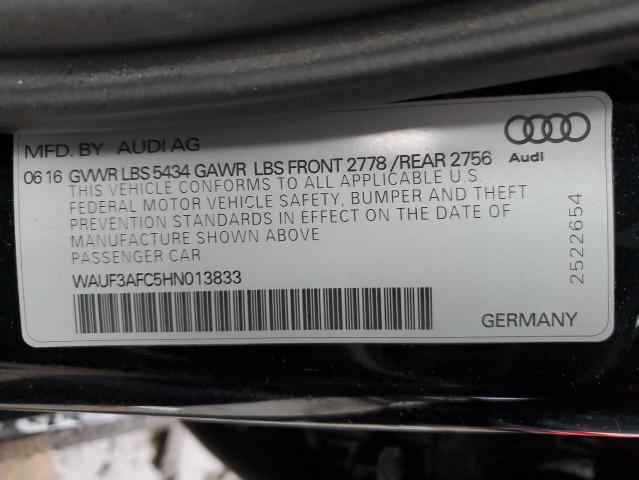 MFD. BY AUDI AG
Audi
06 16 GVWR LBS 5434 GAWR LBS FRONT 2778 /REAR 2756
THIS VEHICLE CONFORMS TO ALL APPLICABLE U.S.
FEDERAL MOTOR VEHICLE SAFETY, BUMPER AND THEFT
PREVENTION STANDARDS IN EFFECT ON THE DATE OF
MANUFACTURE SHOWN ABOVE
PASSENGER CAR
WAUF3AFC5HN013833
2522654
GERMANY